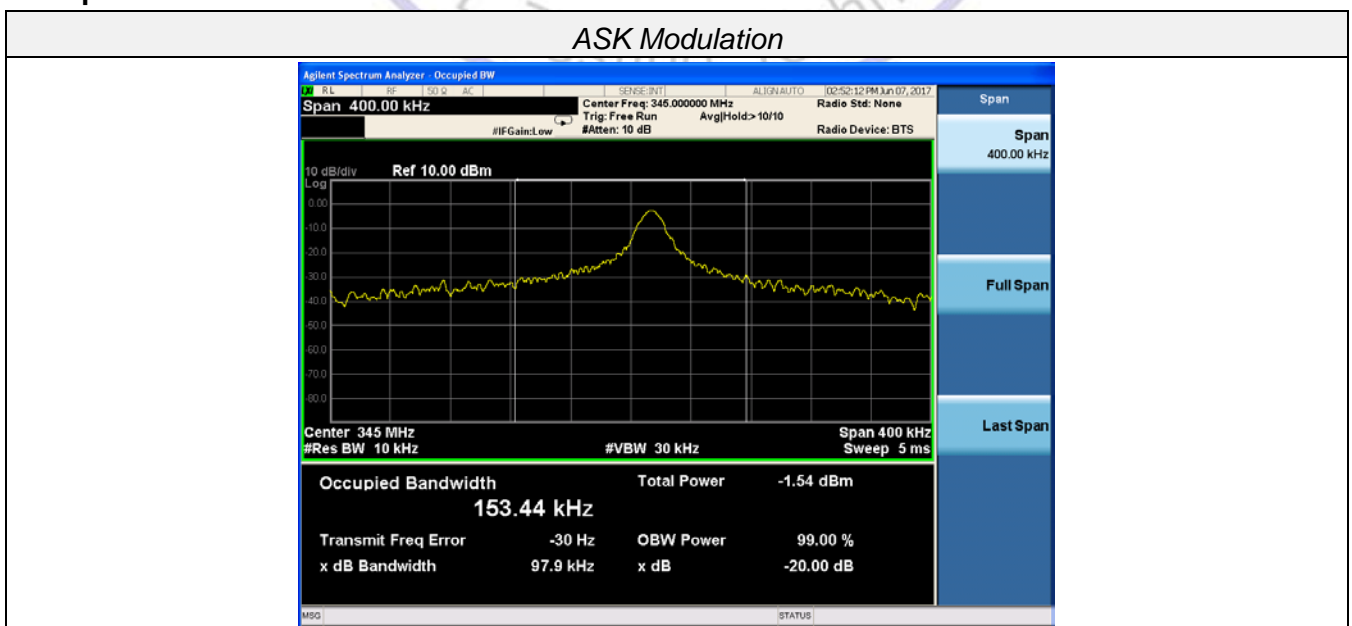 ASK Modulation
Agilent Spectrum Analyzer - Occupied BW
RL RF 50 Ω AC SENSE:INT ALIGN AUTO 02:52:12 PM Jun 07, 2017
Span 400.00 kHz
Center Freq: 345.000000 MHz
Radio Std: None
Trig: Free Run Avg|Hold:> 10/10
#IFGain:Low #Atten: 10 dB Radio Device: BTS
10 dB/div Ref 10.00 dBm
Log
0.00
-10.0
-20.0
-30.0
-40.0
-50.0
-60.0
-70.0
-80.0
Center 345 MHz Span 400 kHz
#Res BW 10 kHz #VBW 30 kHz Sweep 5 ms
Occupied Bandwidth Total Power -1.54 dBm
153.44 kHz
Transmit Freq Error -30 Hz OBW Power 99.00 %
x dB Bandwidth 97.9 kHz x dB -20.00 dB
MSG STATUS
Span
Span
400.00 kHz
Full Span
Last Span